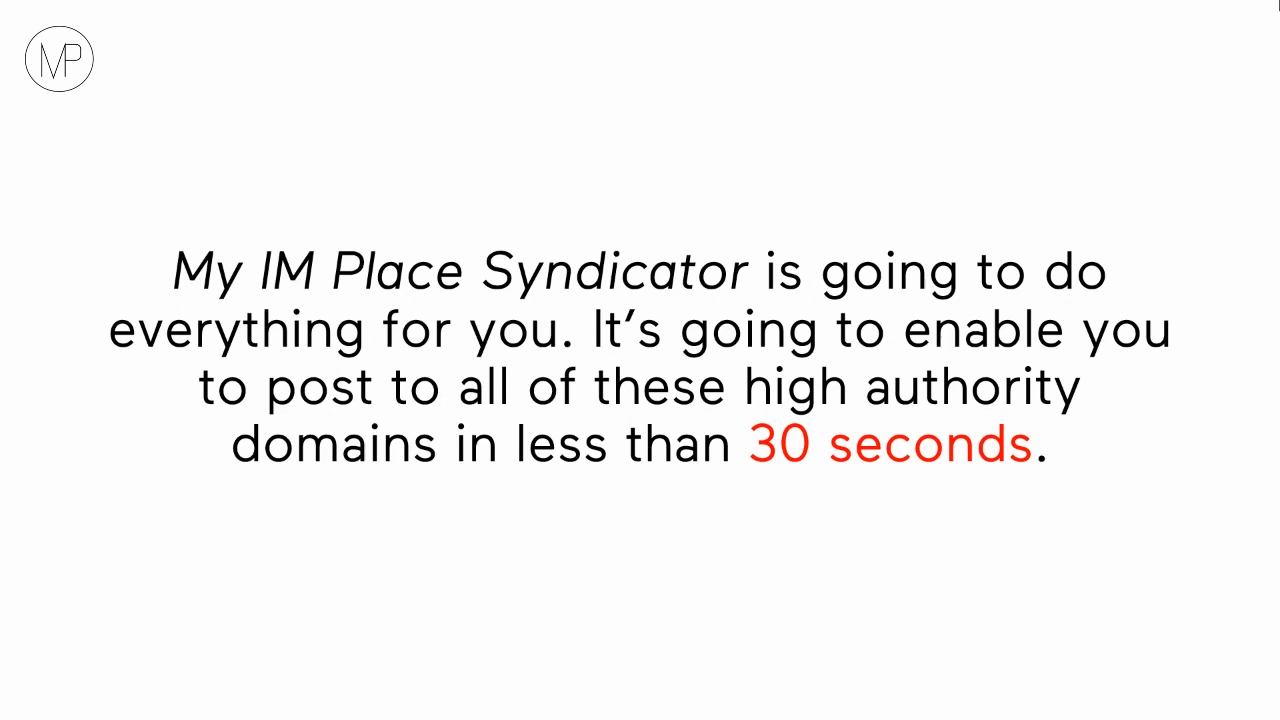 MP
My IM Place Syndicator is going to do
everything for you. It’s going to enable you
to post to all of these high authority
domains in less than 30 seconds.